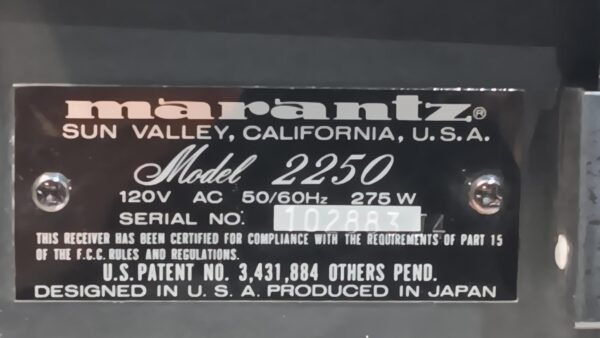 marantz®
SUN VALLEY, CALIFORNIA, U.S.A.
Model 2250
120V AC 50/60Hz 275 W
SERIAL NO. 102883
THIS RECEIVER HAS BEEN CERTIFIED FOR COMPLIANCE WITH THE REQUIREMENTS OF PART 15
OF THE F.C.C. RULES AND REGULATIONS.
U.S. PATENT NO. 3,431,884 OTHERS PEND.
DESIGNED IN U. S. A. PRODUCED IN JAPAN